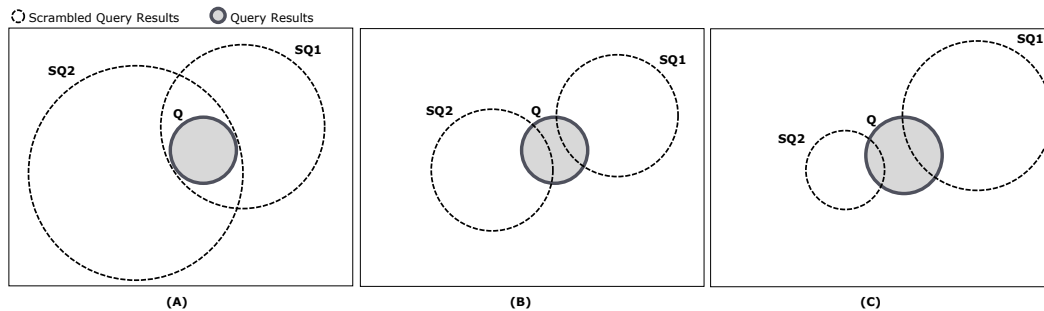 Scrambled Query Results Query Results
SQ2 SQ1 Q
SQ1 SQ2 Q
SQ1 SQ2 Q
(A) (B) (C)